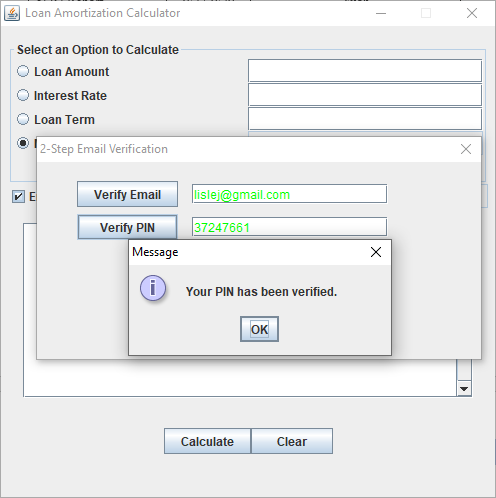 Loan Amortization Calculator
Select an Option to Calculate
Loan Amount
Interest Rate
Loan Term
2-Step Email Verification
Verify Email
lislej@gmail.com
Verify PIN
37247661
Message
Your PIN has been verified.
OK
Calculate
Clear